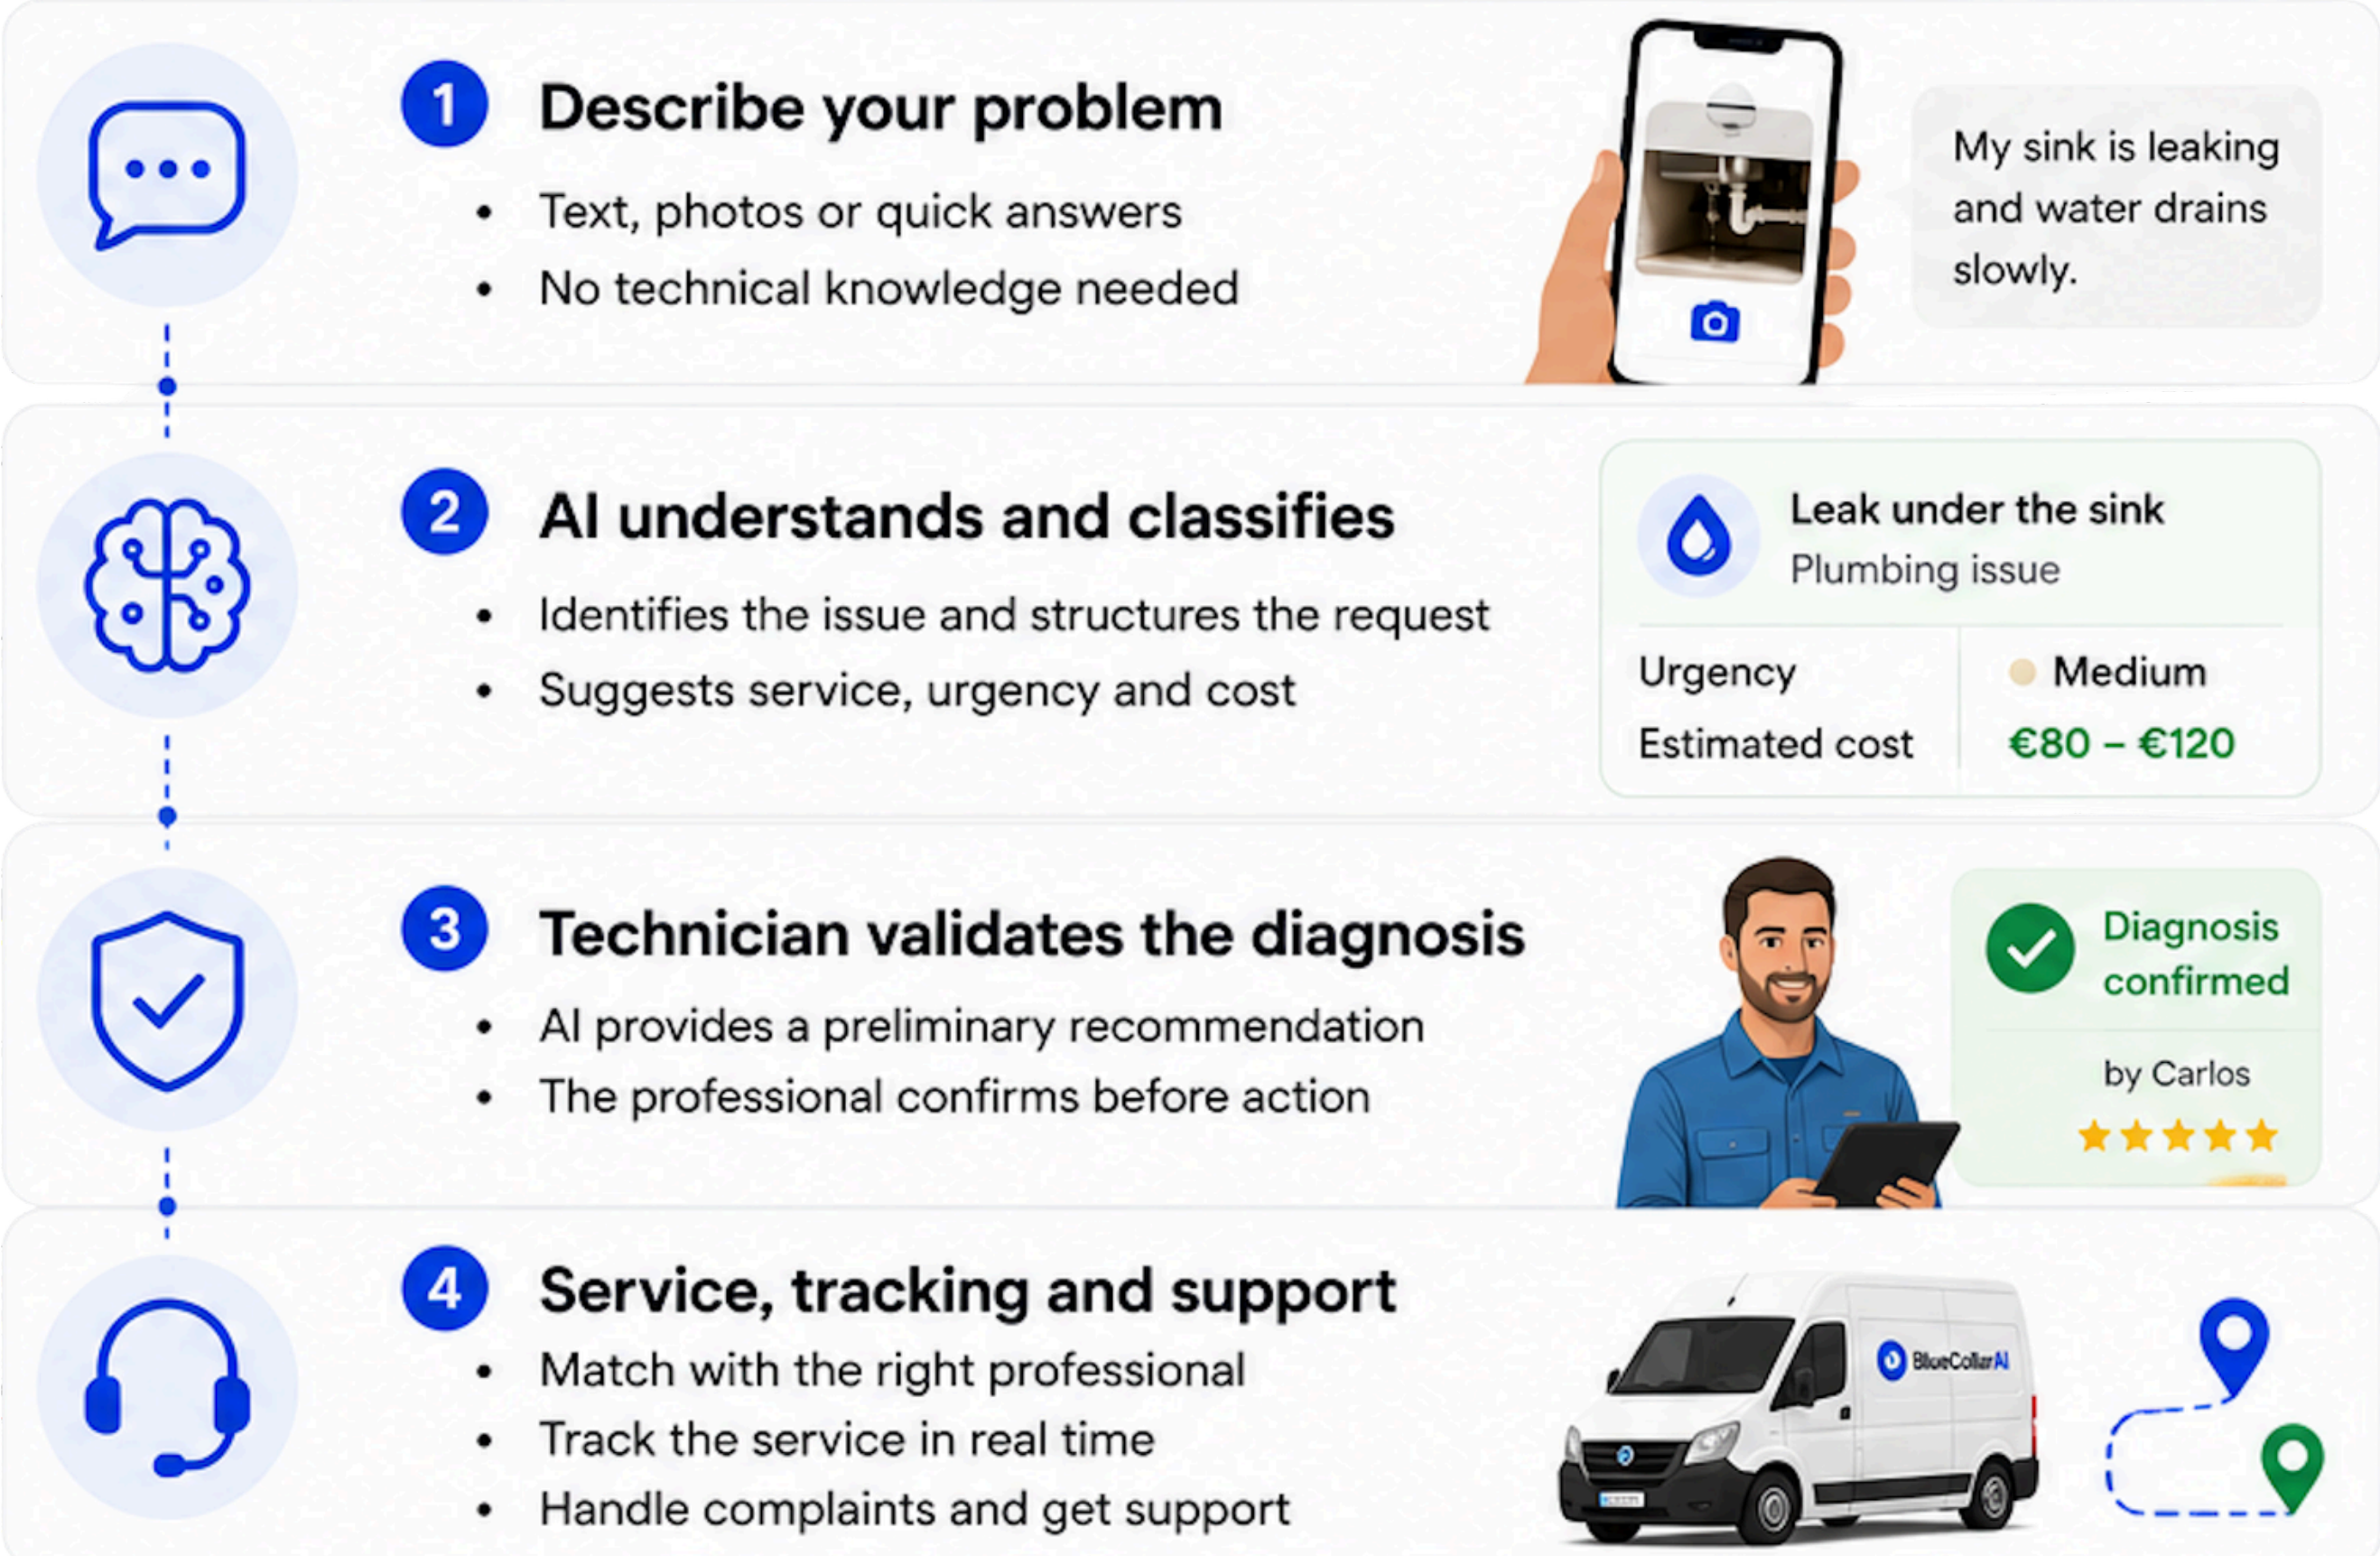 1 Describe your problem
• Text, photos or quick answers
• No technical knowledge needed
My sink is leaking
and water drains
slowly.
2 AI understands and classifies
• Identifies the issue and structures the request
• Suggests service, urgency and cost
Leak under the sink
Plumbing issue
Urgency Medium
Estimated cost €80 – €120
3 Technician validates the diagnosis
• AI provides a preliminary recommendation
• The professional confirms before action
Diagnosis
confirmed
by Carlos
4 Service, tracking and support
• Match with the right professional
• Track the service in real time
• Handle complaints and get support
BlueCollarAI